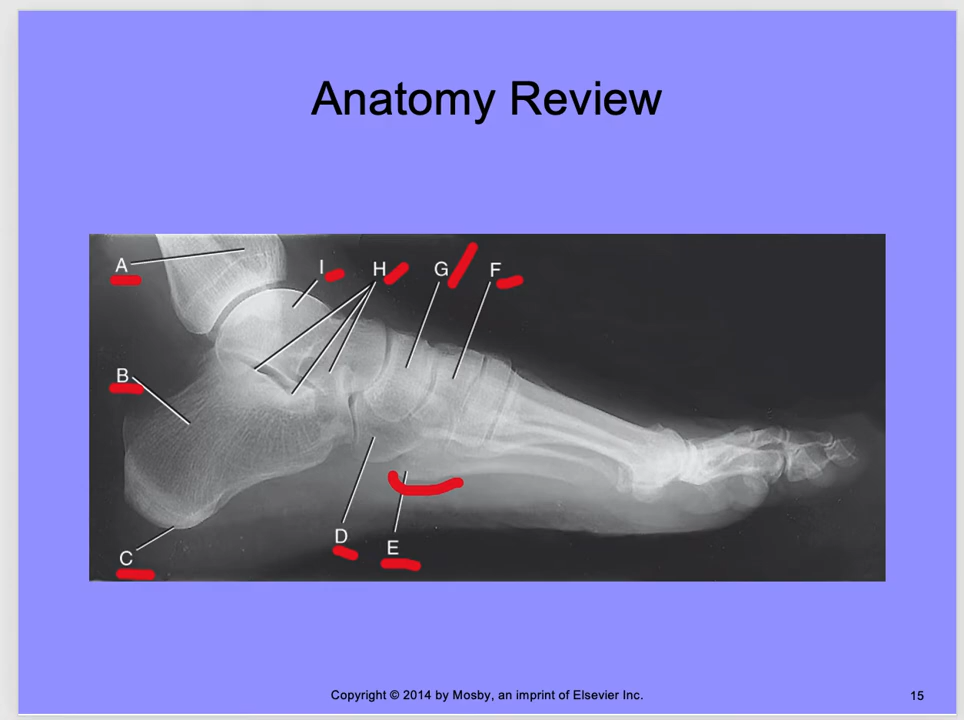 Anatomy Review
A
I
H
G
F
B
D
E
C
Copyright © 2014 by Mosby, an imprint of Elsevier Inc.
15